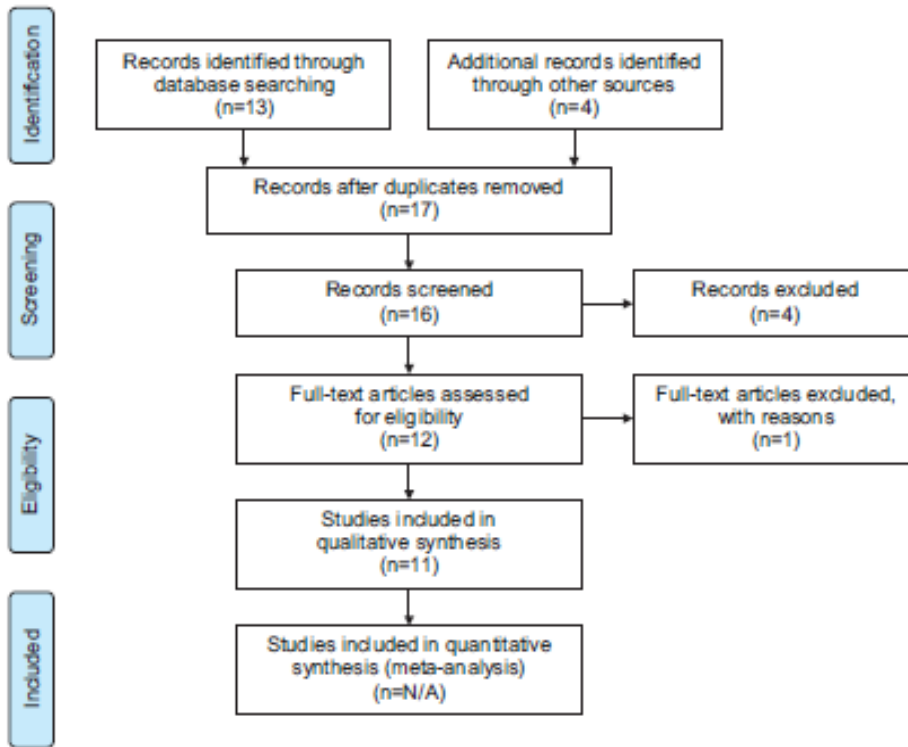 Identification
Records identified through
database searching
(n=13)
Additional records identified
through other sources
(n=4)
Records after duplicates removed
(n=17)
Screening
Records screened
(n=16)
Records excluded
(n=4)
Eligibility
Full-text articles assessed
for eligibility
(n=12)
Full-text articles excluded,
with reasons
(n=1)
Studies included in
qualitative synthesis
(n=11)
Included
Studies included in quantitative
synthesis (meta-analysis)
(n=N/A)